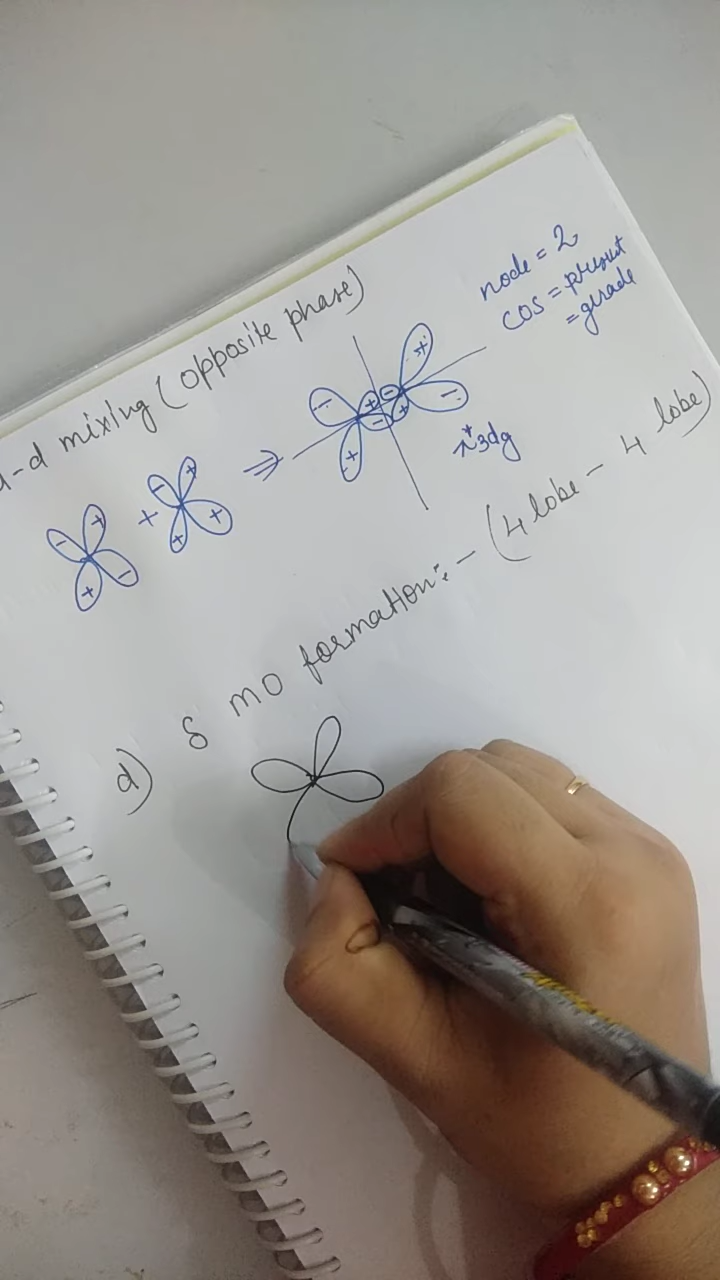 d-d mixing (opposite phase)
node = 2
COS = present
= gerade
- + + - + - + + + ⇒ - + + - - + + -
π*3dg
d) δ MO formation:- (4 lobe - 4 lobe)